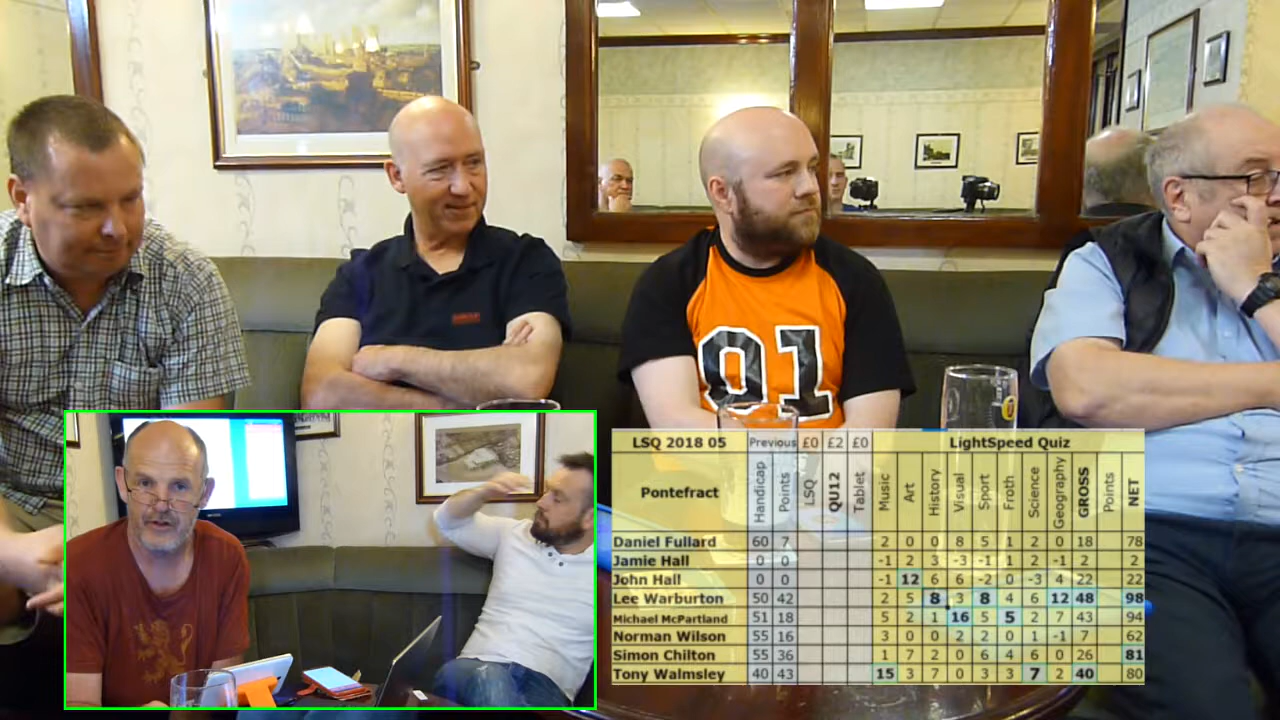 01
LSQ 2018 05 Previous £0 £2 £0 LightSpeed Quiz
Pontefract Handicap Points LSQ QU12 Tablet Music Art History Visual Sport Froth Science Geography GROSS Points NET
Daniel Fullard 60 7 2 0 0 8 5 1 2 0 18 78
Jamie Hall 0 0 -1 2 3 -3 -1 1 2 -1 2 2
John Hall 0 0 -1 12 6 6 -2 0 -3 4 22 22
Lee Warburton 50 42 2 5 8 3 8 4 6 12 48 98
Michael McPartland 51 18 5 2 1 16 5 5 2 7 43 94
Norman Wilson 55 16 3 0 0 2 2 0 1 -1 7 62
Simon Chilton 55 36 1 7 2 0 6 4 6 0 26 81
Tony Walmsley 40 43 15 3 7 0 3 3 7 2 40 80